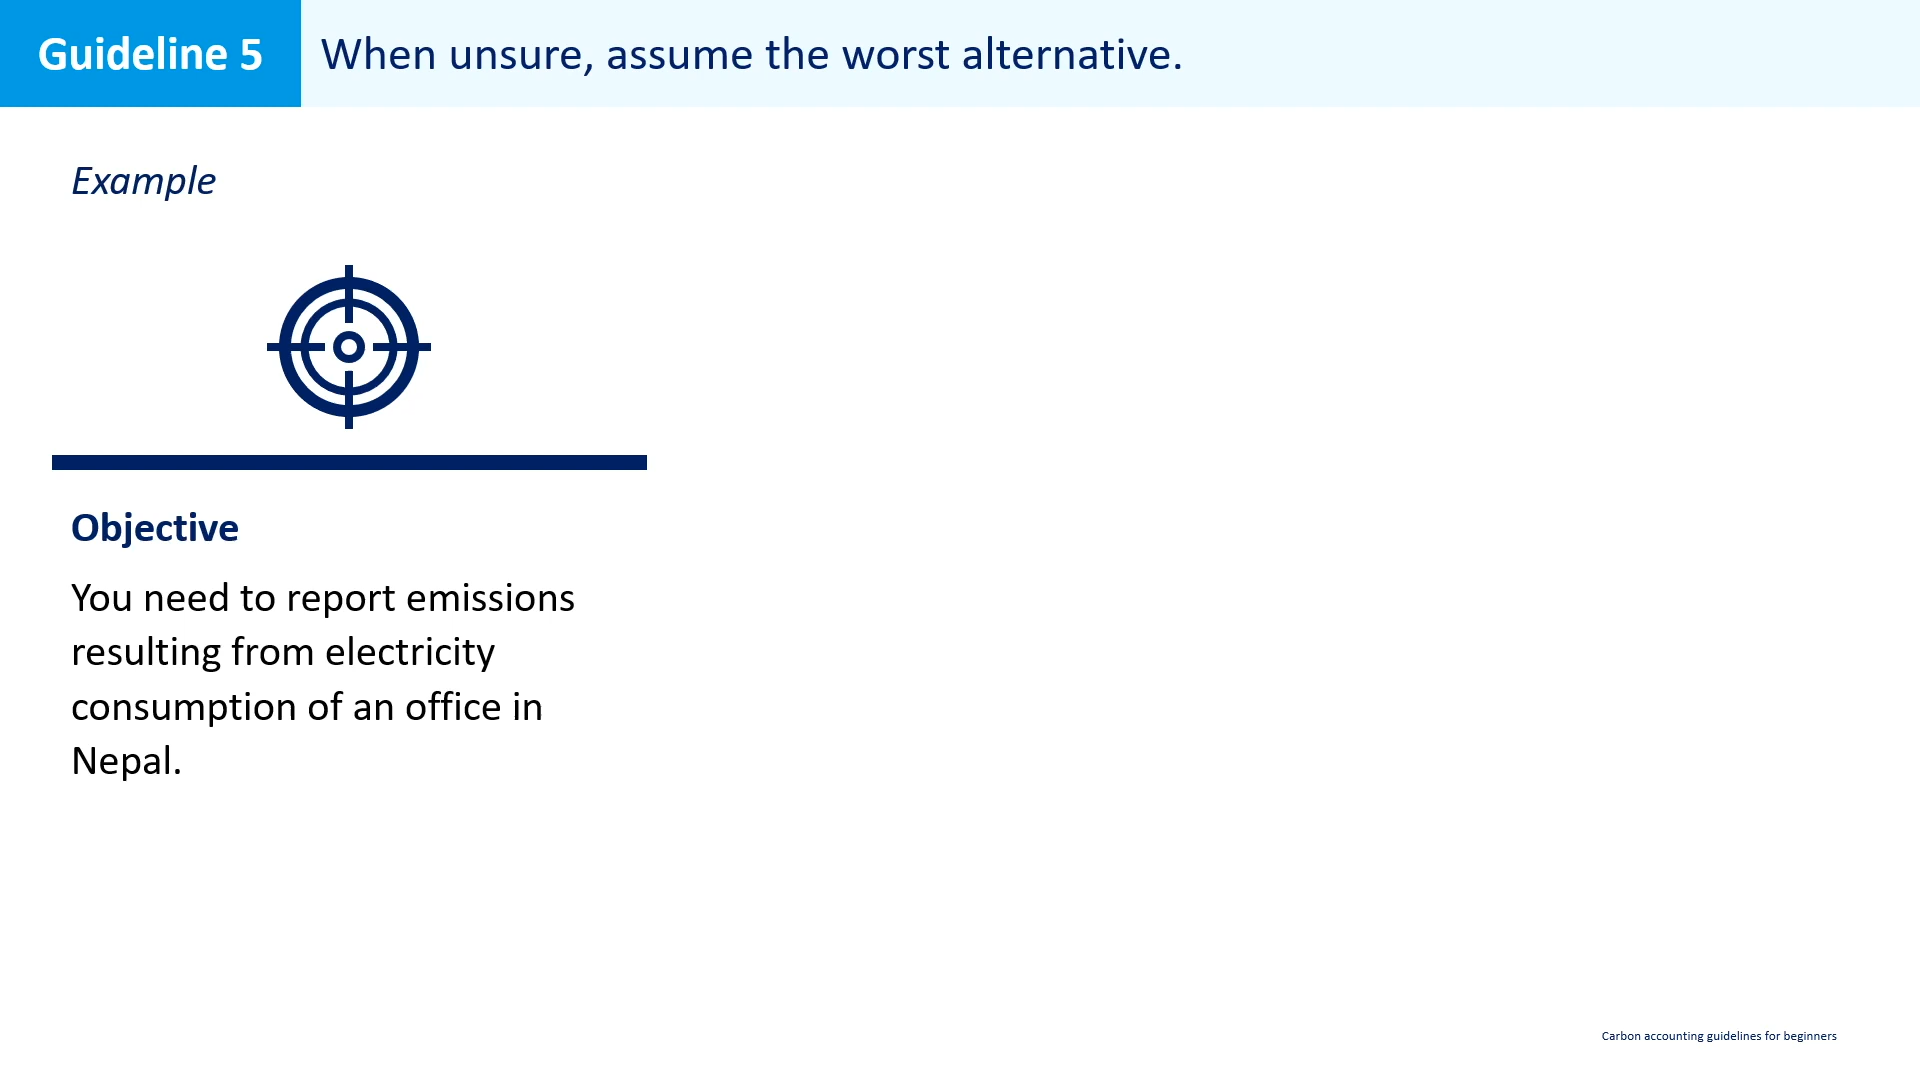 Guideline 5
When unsure, assume the worst alternative.
Example
Objective
You need to report emissions
resulting from electricity
consumption of an office in
Nepal.
Carbon accounting guidelines for beginners